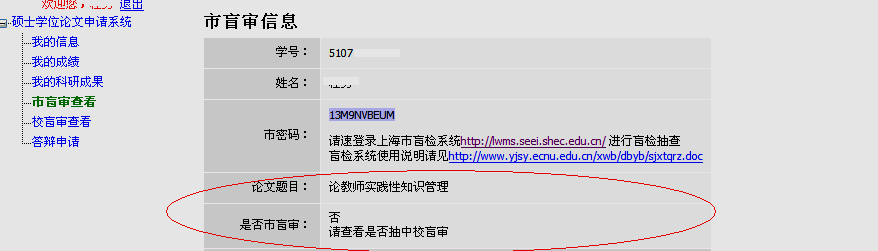 欢迎您，
退出
硕士学位论文申请系统
我的信息
我的成绩
我的科研成果
市盲审查看
校盲审查看
答辩申请
市盲审信息
学号： 5107
姓名：
市密码： 13M9NVBEUM
请速登录上海市盲检系统http://lwms.seei.shec.edu.cn/ 进行盲检抽查
盲检系统使用说明请见http://www.yjsy.ecnu.edu.cn/xwb/dbyb/sjxtqrz.doc
论文题目： 论教师实践性知识管理
是否市盲审： 否
请查看是否抽中校盲审